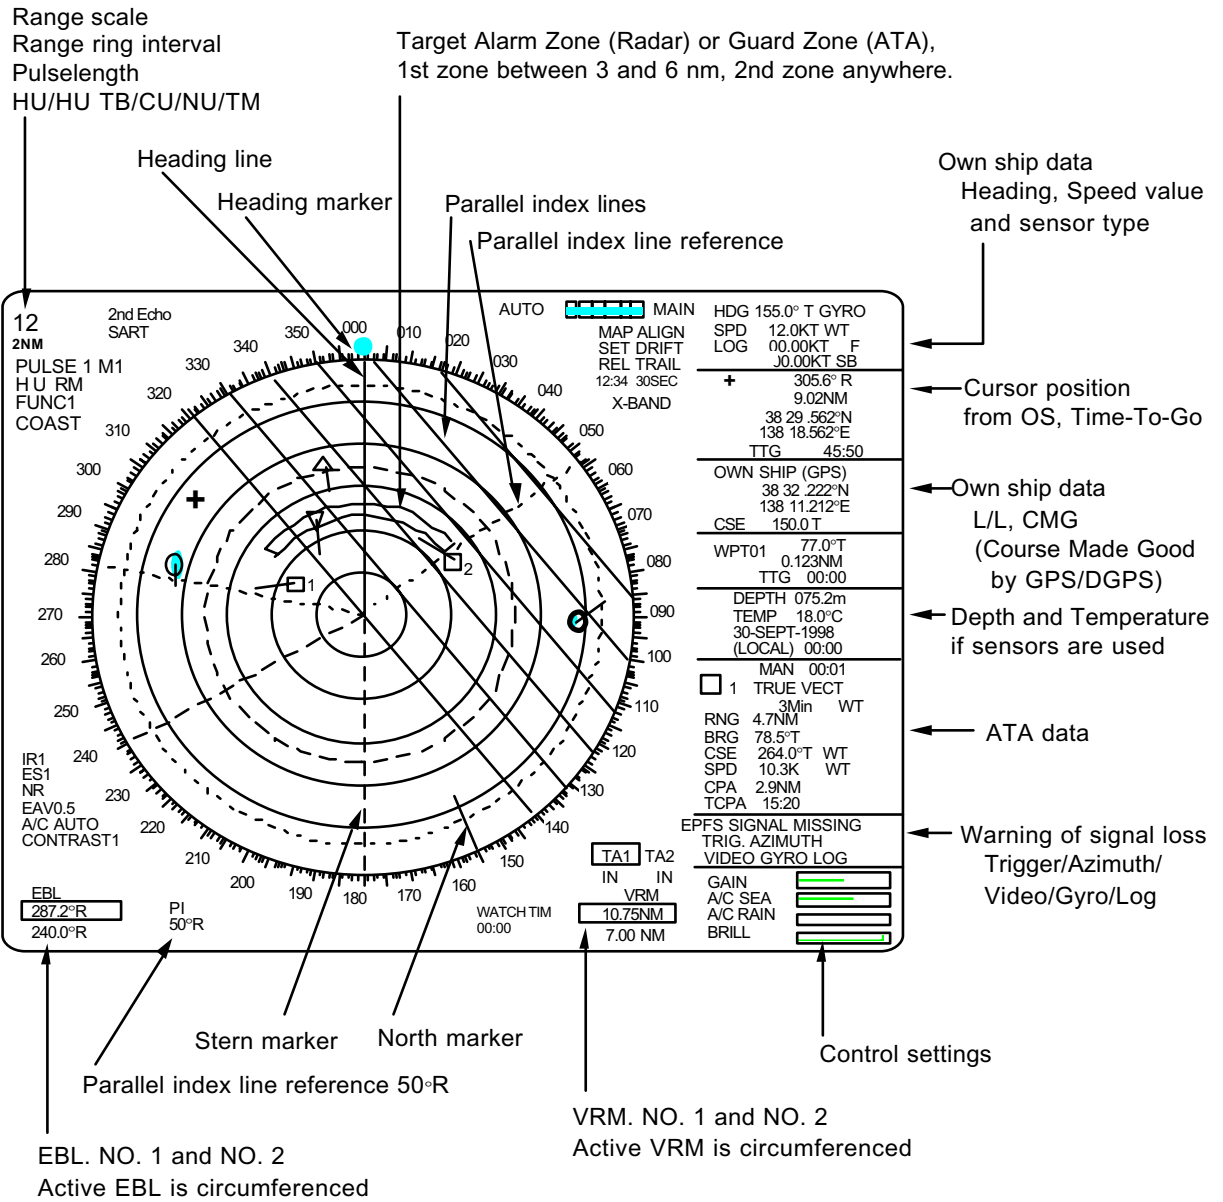 Range scale
Range ring interval
Pulselength
HU/HU TB/CU/NU/TM
Target Alarm Zone (Radar) or Guard Zone (ATA),
1st zone between 3 and 6 nm, 2nd zone anywhere.
Heading line
Heading marker
Parallel index lines
Parallel index line reference
Own ship data
Heading, Speed value
and sensor type
12
2NM
PULSE 1 M1
H U RM
FUNC1
COAST
2nd Echo
SART
AUTO
MAIN
MAP ALIGN
SET DRIFT
REL TRAIL
12:34 30SEC
X-BAND
000
010
020
030
040
050
060
070
080
090
100
110
120
130
140
150
160
170
180
190
200
210
220
230
240
250
260
270
280
290
300
310
320
330
340
350
1
2
HDG 155.0° T GYRO
SPD 12.0KT WT
LOG 00.00KT F
00.00KT SB
+ 305.6° R
9.02NM
38 29 .562°N
138 18.562°E
TTG 45:50
OWN SHIP (GPS)
38 32 .222°N
138 11.212°E
CSE 150.0 T
WPT01 77.0°T
0.123NM
TTG 00:00
DEPTH 075.2m
TEMP 18.0°C
30-SEPT-1998
(LOCAL) 00:00
MAN 00:01
1 TRUE VECT
3Min WT
RNG 4.7NM
BRG 78.5°T
CSE 264.0°T WT
SPD 10.3K WT
CPA 2.9NM
TCPA 15:20
EPFS SIGNAL MISSING
TRIG. AZIMUTH
VIDEO GYRO LOG
GAIN
A/C SEA
A/C RAIN
BRILL
Cursor position
from OS, Time-To-Go
Own ship data
L/L, CMG
(Course Made Good
by GPS/DGPS)
Depth and Temperature
if sensors are used
ATA data
Warning of signal loss
Trigger/Azimuth/
Video/Gyro/Log
IR1
ES1
NR
EAV0.5
A/C AUTO
CONTRAST1
EBL
287.2°R
240.0°R
PI
50°R
WATCH TIM
00:00
TA1 TA2
IN IN
VRM
10.75NM
7.00 NM
Stern marker
North marker
Control settings
Parallel index line reference 50°R
VRM. NO. 1 and NO. 2
Active VRM is circumferenced
EBL. NO. 1 and NO. 2
Active EBL is circumferenced